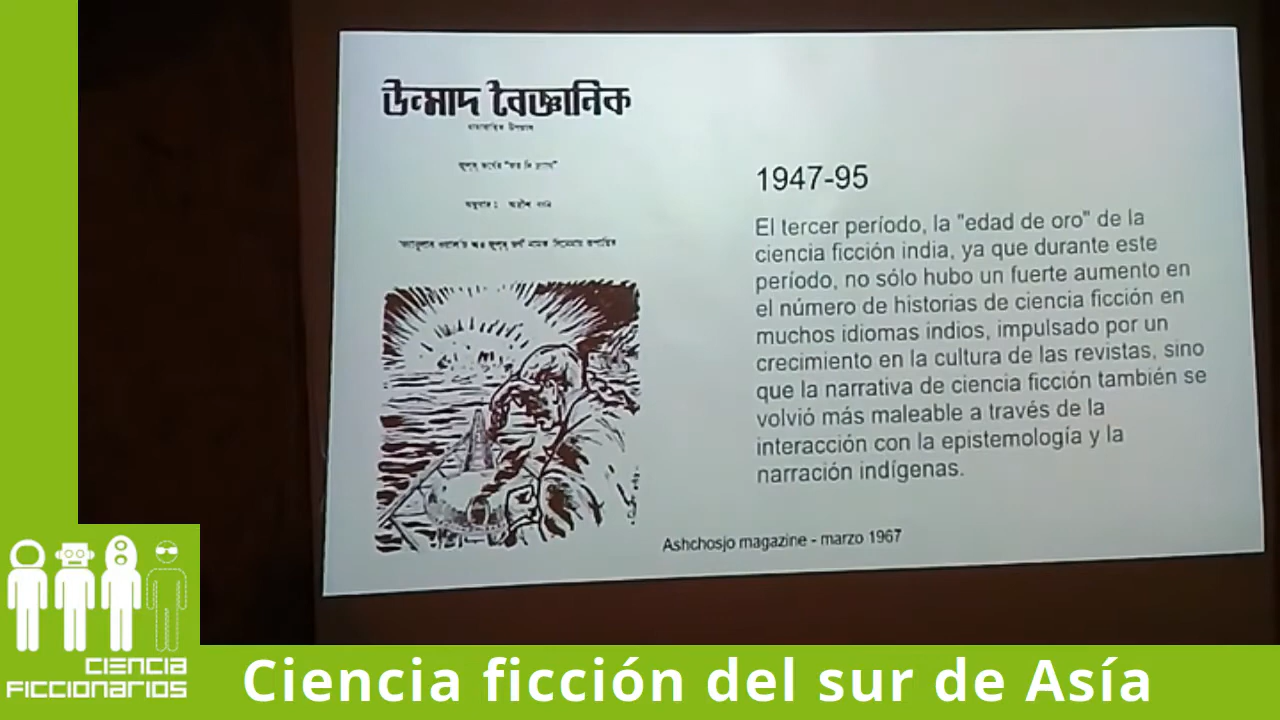 উন্মাদ বৈজ্ঞানিক
ধারাবাহিক উপন্যাস
1947-95
El tercer período, la "edad de oro" de la
ciencia ficción india, ya que durante este
período, no sólo hubo un fuerte aumento en
el número de historias de ciencia ficción en
muchos idiomas indios, impulsado por un
crecimiento en la cultura de las revistas, sino
que la narrativa de ciencia ficción también se
volvió más maleable a través de la
interacción con la epistemología y la
narración indígenas.
Ashchosjo magazine - marzo 1967
CIENCIA
FICCIONARIOS
Ciencia ficción del sur de Asía